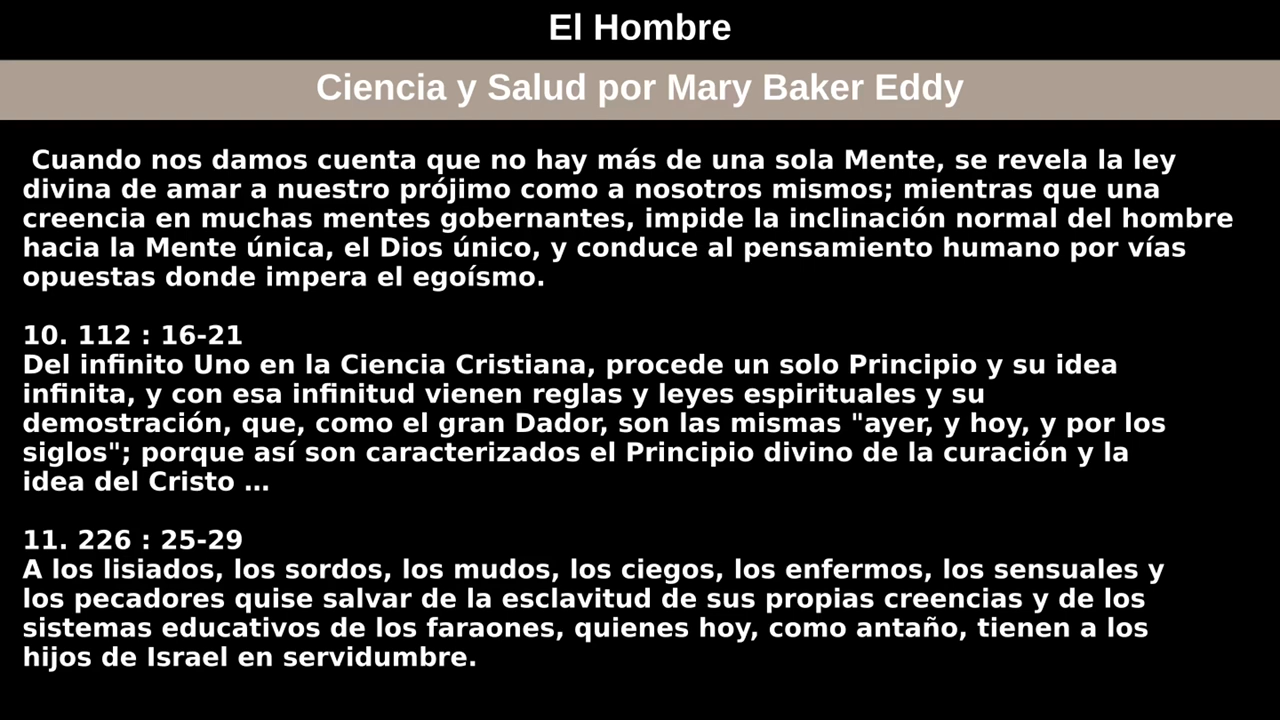 El Hombre
Ciencia y Salud por Mary Baker Eddy
Cuando nos damos cuenta que no hay más de una sola Mente, se revela la ley
divina de amar a nuestro prójimo como a nosotros mismos; mientras que una
creencia en muchas mentes gobernantes, impide la inclinación normal del hombre
hacia la Mente única, el Dios único, y conduce al pensamiento humano por vías
opuestas donde impera el egoísmo.
10. 112 : 16-21
Del infinito Uno en la Ciencia Cristiana, procede un solo Principio y su idea
infinita, y con esa infinitud vienen reglas y leyes espirituales y su
demostración, que, como el gran Dador, son las mismas "ayer, y hoy, y por los
siglos"; porque así son caracterizados el Principio divino de la curación y la
idea del Cristo ...
11. 226 : 25-29
A los lisiados, los sordos, los mudos, los ciegos, los enfermos, los sensuales y
los pecadores quise salvar de la esclavitud de sus propias creencias y de los
sistemas educativos de los faraones, quienes hoy, como antaño, tienen a los
hijos de Israel en servidumbre.